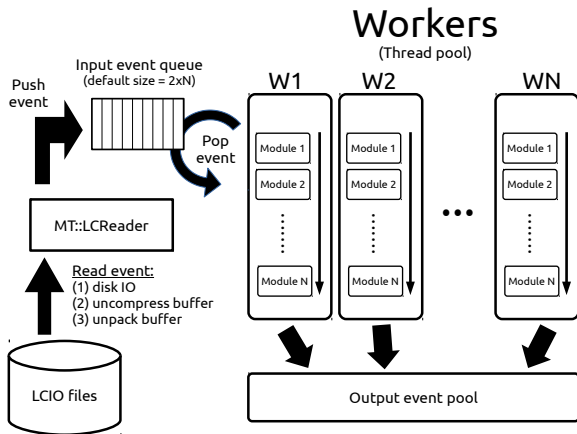 Workers
(Thread pool)
Input event queue
(default size = 2xN)
Push
event
Pop
event
W1
W2
WN
Module 1
Module 2
Module N
Module 1
Module 2
Module N
...
Module 1
Module 2
Module N
MT::LCReader
Read event:
(1) disk IO
(2) uncompress buffer
(3) unpack buffer
LCIO files
Output event pool